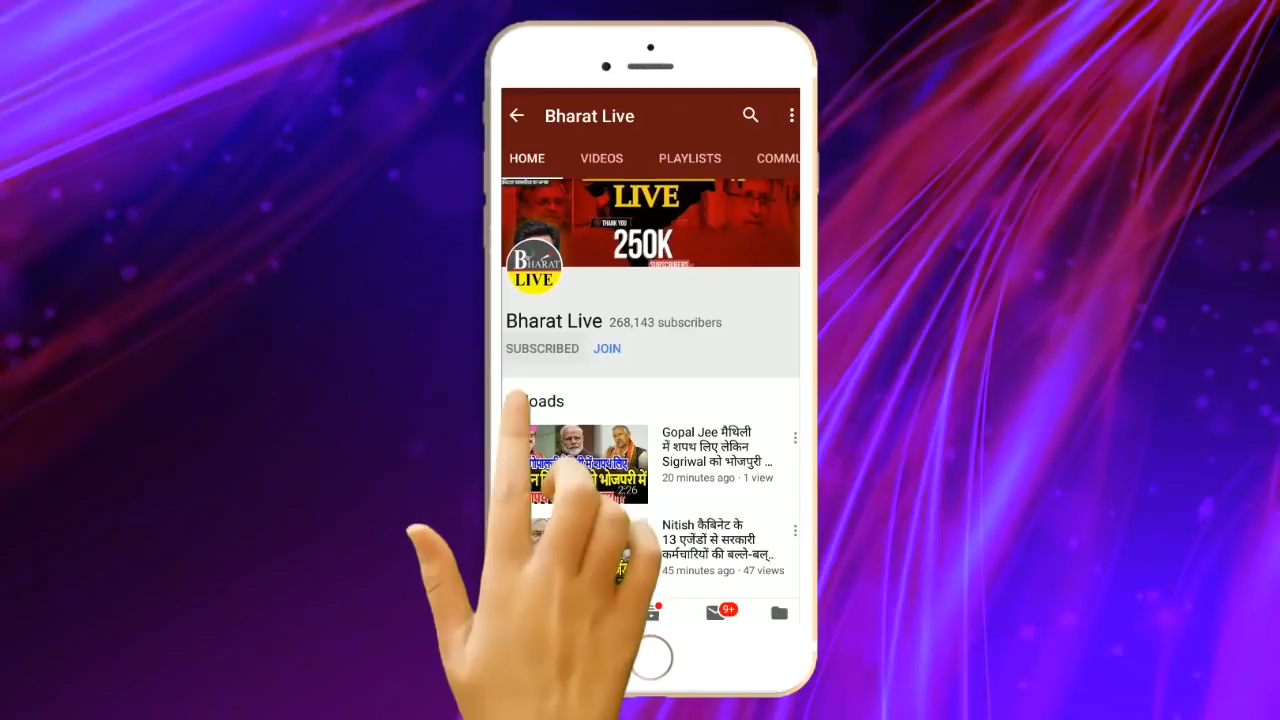 Bharat Live
HOME VIDEOS PLAYLISTS COMMU
LIVE
THANK YOU
250K
SUBSCRIBERS
BHARAT
LIVE
Bharat Live 268,143 subscribers
SUBSCRIBED JOIN
loads
Gopal Jee मैथिली
में शपथ लिए लेकिन
Sigriwal को भोजपुरी ...
20 minutes ago · 1 view
में शपथ लिए
भोजपुरी में
2:26
Nitish कैबिनेट के
13 एजेंडों से सरकारी
कर्मचारियों की बल्ले-बल्..
45 minutes ago · 47 views
9+